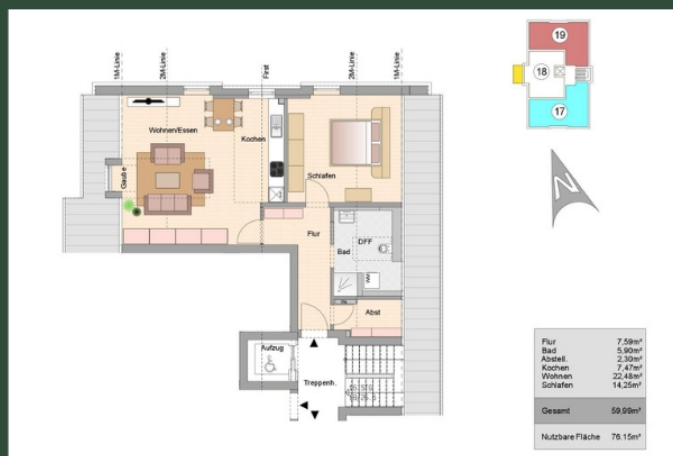 1M-Linie
2M-Linie
First
2M-Linie
1M-Linie
19
18
17
Wohnen/Essen
Kochen
Gaube
Schlafen
N
Flur
Bad
DFF
WM
Abst
Aufzug
Treppenh.
Flur 7,59m²
Bad 5,90m²
Abstell. 2,30m²
Kochen 7,47m²
Wohnen 22,48m²
Schlafen 14,25m²
Gesamt 59,99m²
Nutzbare Fläche 76.15m²